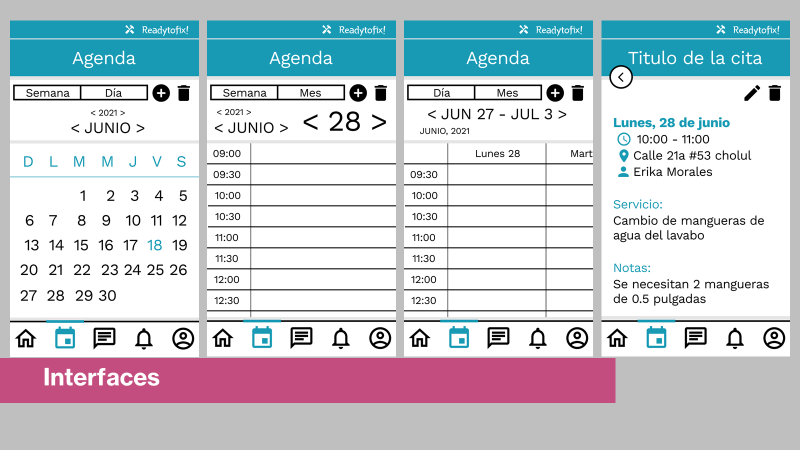 Readytofix!
Agenda
Semana Día
< 2021 >
< JUNIO >
D L M M J V S
1 2 3 4 5
6 7 8 9 10 11 12
13 14 15 16 17 18 19
20 21 22 23 24 25 26
27 28 29 30
Readytofix!
Agenda
Semana Mes
< 2021 >
< JUNIO >
< 28 >
09:00
09:30
10:00
10:30
11:00
11:30
12:00
12:30
Readytofix!
Agenda
Día Mes
< JUN 27 - JUL 3 >
JUNIO, 2021
Lunes 28 Mart
09:30
10:00
10:30
11:00
11:30
12:00
12:30
Readytofix!
Titulo de la cita
Lunes, 28 de junio
10:00 - 11:00
Calle 21a #53 cholul
Erika Morales
Servicio:
Cambio de mangueras de
agua del lavabo
Notas:
Se necesitan 2 mangueras
de 0.5 pulgadas
Interfaces